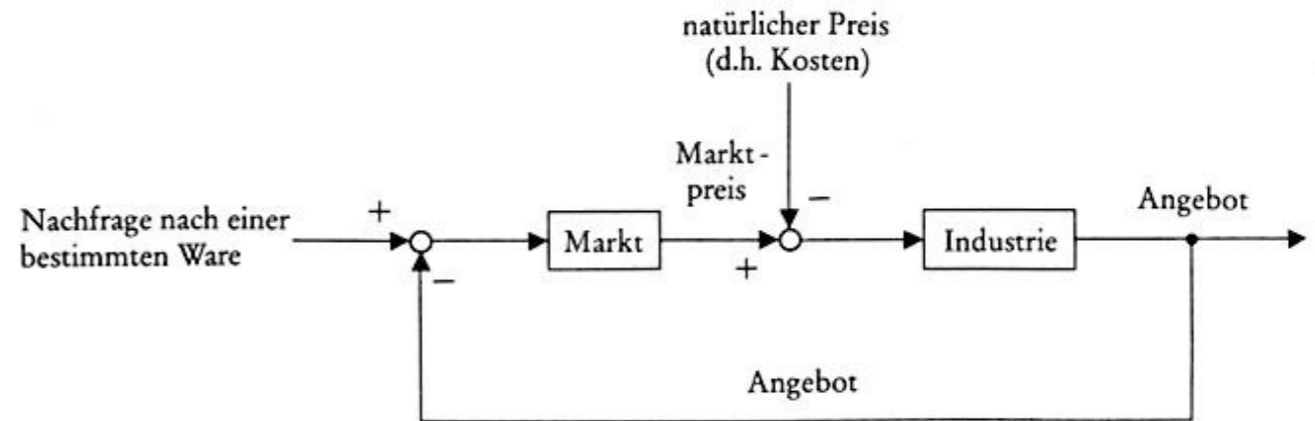 natürlicher Preis
(d.h. Kosten)
Markt-
preis
Nachfrage nach einer
bestimmten Ware
+
−
Markt
+
−
Industrie
Angebot
Angebot